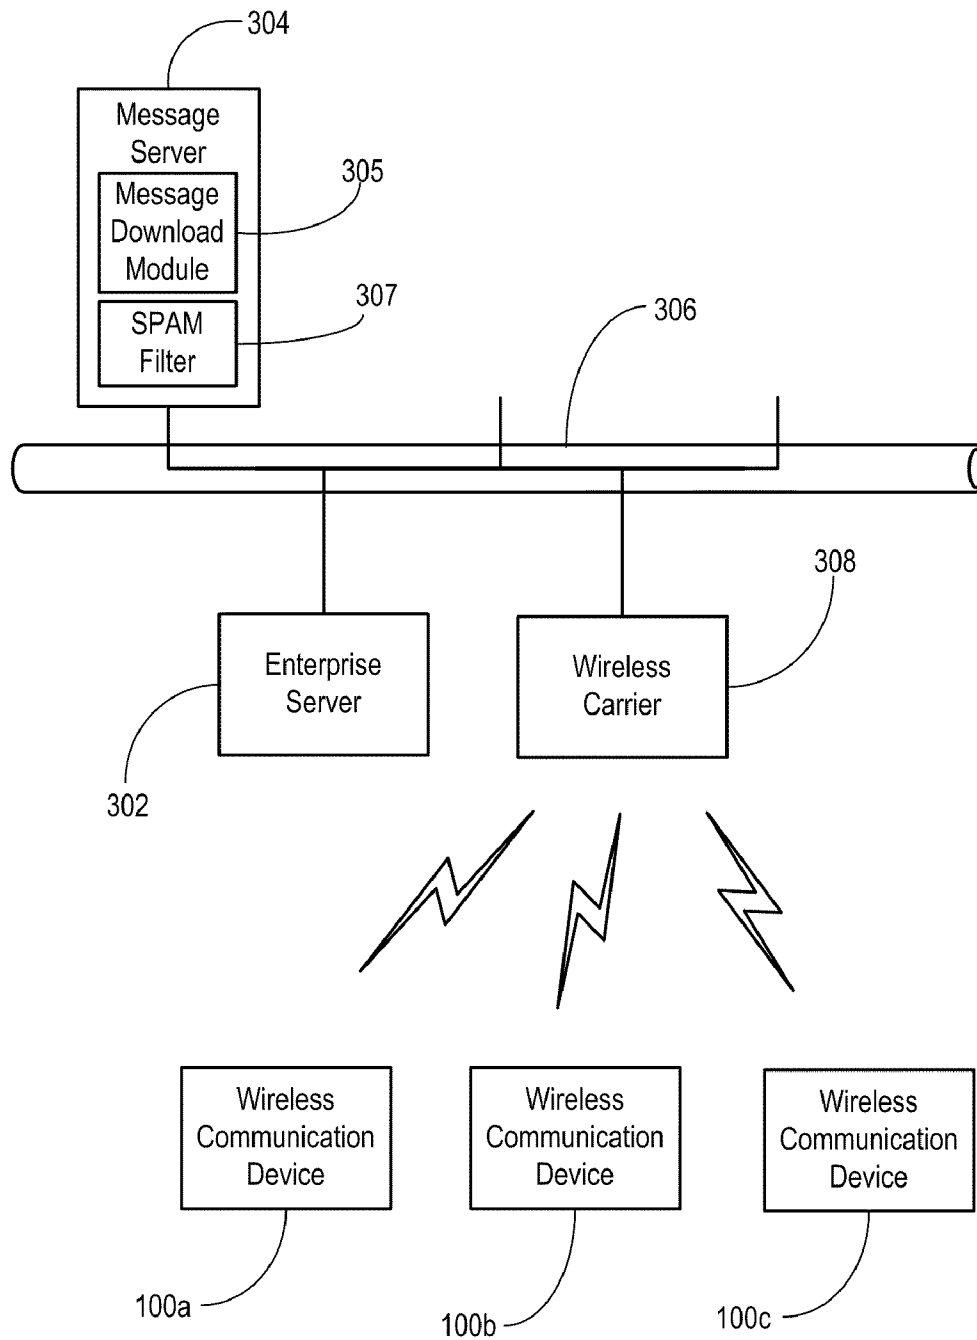 304
Message
Server
305
Message
Download
Module
307
SPAM
Filter
306
308
Enterprise
Server
Wireless
Carrier
302
Wireless
Communication
Device
Wireless
Communication
Device
Wireless
Communication
Device
100a
100b
100c